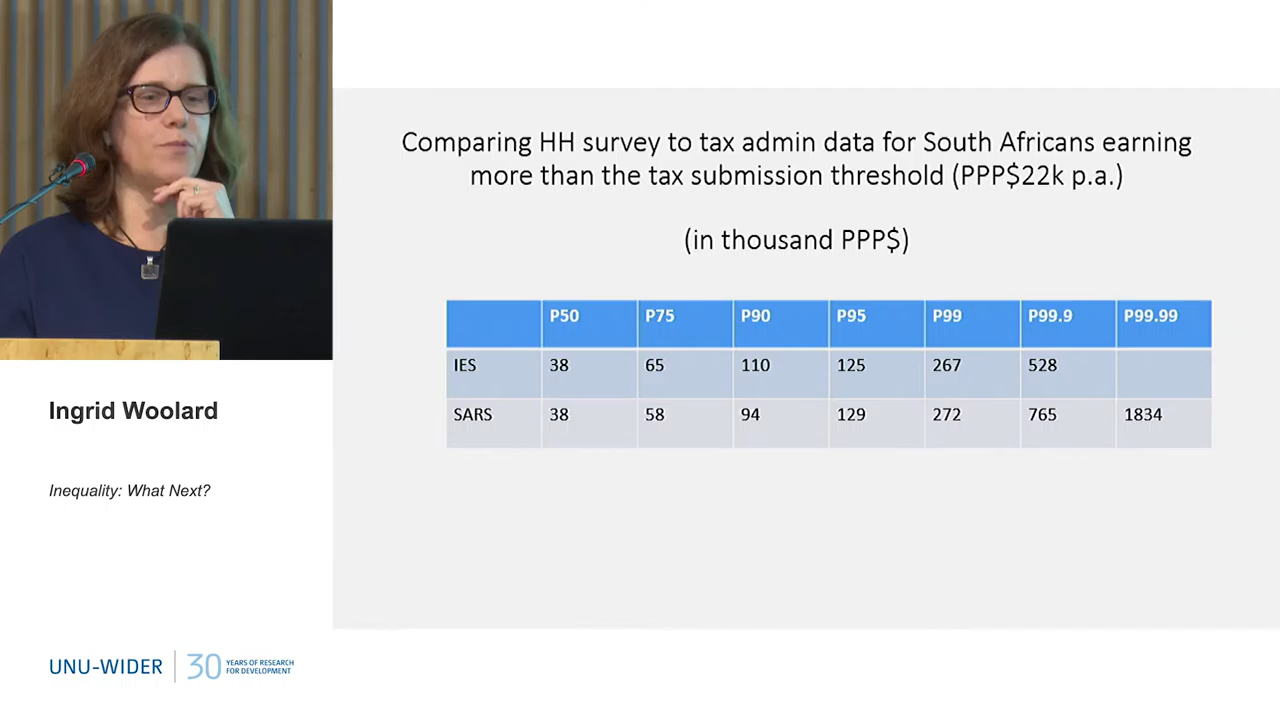 Comparing HH survey to tax admin data for South Africans earning
more than the tax submission threshold (PPP$22k p.a.)
(in thousand PPP$)
P50 P75 P90 P95 P99 P99.9 P99.99
IES 38 65 110 125 267 528
SARS 38 58 94 129 272 765 1834
Ingrid Woolard
Inequality: What Next?
UNU-WIDER 30 YEARS OF RESEARCH
FOR DEVELOPMENT